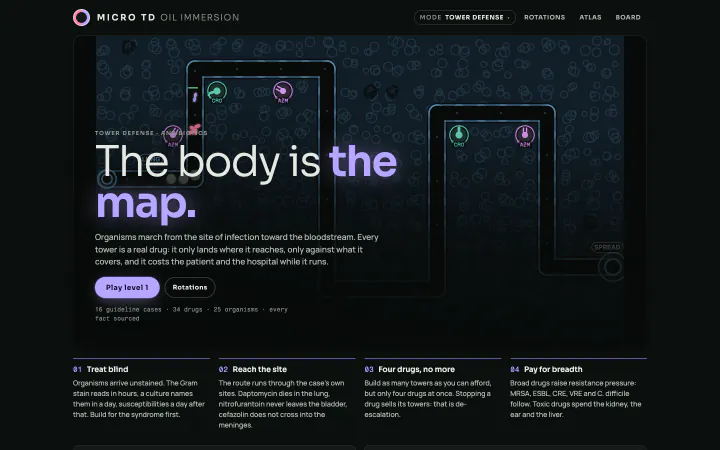 MICRO TD OIL IMMERSION
MODE TOWER DEFENSE
ROTATIONS
ATLAS
BOARD
CRO
AZM
AZM
CRO
AZM
TOWER DEFENSE ·
The body is the
map.
Organisms march from the site of infection toward the bloodstream. Every
tower is a real drug: it only lands where it reaches, only against what it
covers, and it costs the patient and the hospital while it runs.
SPREAD
Play level 1
Rotations
16 guideline cases · 34 drugs · 25 organisms · every
fact sourced
01 Treat blind
Organisms arrive unstained. The Gram
stain reads in hours, a culture names
them in a day, susceptibilities a day after
that. Build for the syndrome first.
02 Reach the site
The route runs through the case's own
sites. Daptomycin dies in the lung,
nitrofurantoin never leaves the bladder,
cefazolin does not cross into the
meninges.
03 Four drugs, no more
Build as many towers as you can afford,
but only four drugs at once. Stopping a
drug sells its towers: that is de-
escalation.
04 Pay for breadth
Broad drugs raise resistance pressure:
MRSA, ESBL, CRE, VRE and C. difficile
follow. Toxic drugs spend the kidney, the
ear and the liver.